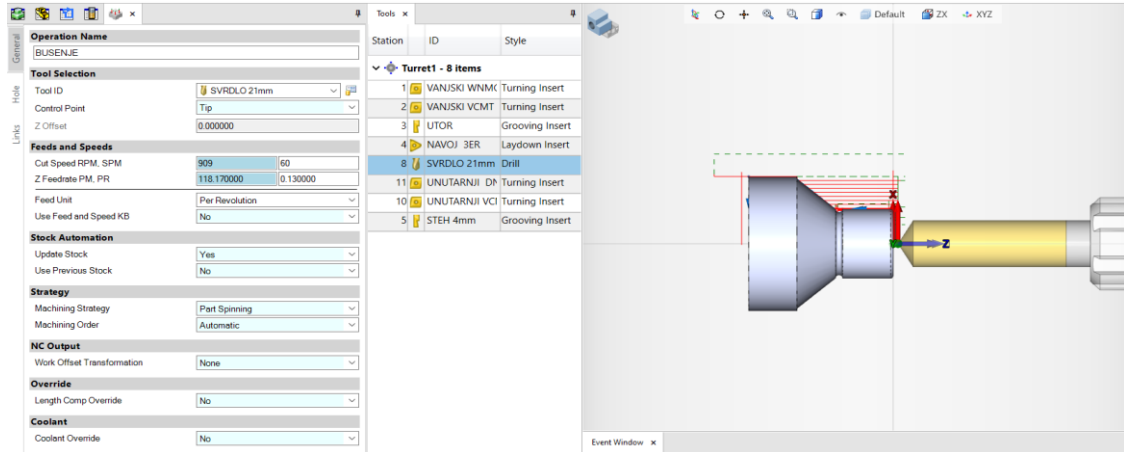 General
Hole
Links
Operation Name
BUSENJE
Tool Selection
Tool ID SVRDLO 21mm
Control Point Tip
Z Offset 0.000000
Feeds and Speeds
Cut Speed RPM, SPM 909 60
Z Feedrate PM, PR 118.170000 0.130000
Feed Unit Per Revolution
Use Feed and Speed KB No
Stock Automation
Update Stock Yes
Use Previous Stock No
Strategy
Machining Strategy Part Spinning
Machining Order Automatic
NC Output
Work Offset Transformation None
Override
Length Comp Override No
Coolant
Coolant Override No
Tools
Station ID Style
Turret1 - 8 items
1 VANJSKI WNM( Turning Insert
2 VANJSKI VCMT Turning Insert
3 UTOR Grooving Insert
4 NAVOJ 3ER Laydown Insert
8 SVRDLO 21mm Drill
11 UNUTARNJI DN Turning Insert
10 UNUTARNJI VCI Turning Insert
5 STEH 4mm Grooving Insert
Default ZX XYZ
X
Z
Event Window